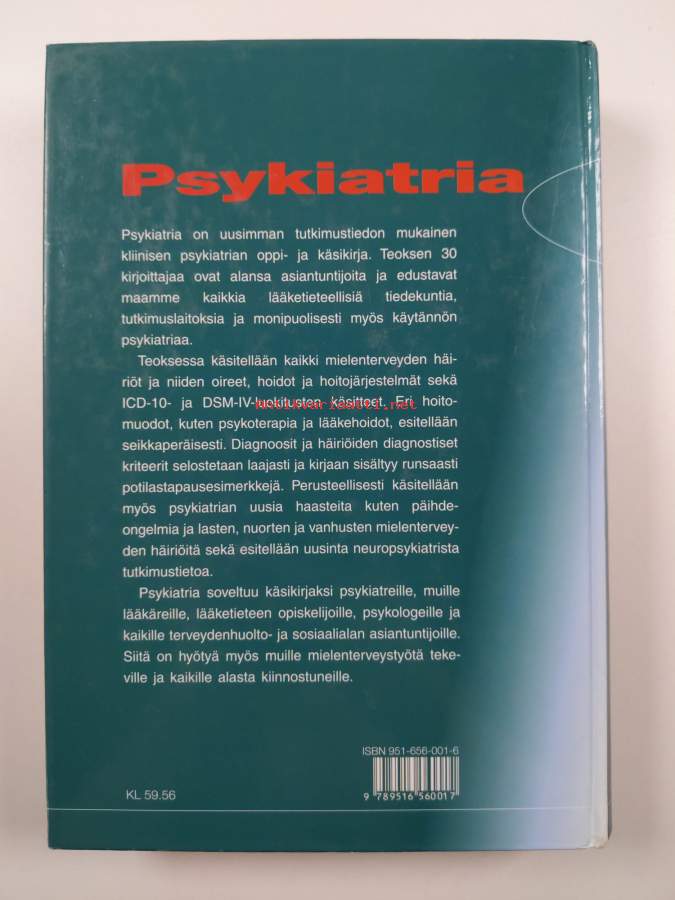 Psykiatria
Psykiatria on uusimman tutkimustiedon mukainen
kliinisen psykiatrian oppi- ja käsikirja. Teoksen 30
kirjoittajaa ovat alansa asiantuntijoita ja edustavat
maamme kaikkia lääketieteellisiä tiedekuntia,
tutkimuslaitoksia ja monipuolisesti myös käytännön
psykiatriaa.
Teoksessa käsitellään kaikki mielenterveyden häi-
riöt ja niiden oireet, hoidot ja hoitojärjestelmät sekä
ICD-10- ja DSM-IV-luokitusten käsitteet. Eri hoito-
antikvariaatti.net
muodot, kuten psykoterapia ja lääkehoidot, esitellään
seikkaperäisesti. Diagnoosit ja häiriöiden diagnostiset
kriteerit selostetaan laajasti ja kirjaan sisältyy runsaasti
potilastapausesimerkkejä. Perusteellisesti käsitellään
myös psykiatrian uusia haasteita kuten päihde-
ongelmia ja lasten, nuorten ja vanhusten mielentervey-
den häiriöitä sekä esitellään uusinta neuropsykiatrista
tutkimustietoa.
Psykiatria soveltuu käsikirjaksi psykiatreille, muille
lääkäreille, lääketieteen opiskelijoille, psykologeille ja
kaikille terveydenhuolto- ja sosiaalialan asiantuntijoille.
Siitä on hyötyä myös muille mielenterveystyötä teke-
ville ja kaikille alasta kiinnostuneille.
ISBN 951-656-001-6
KL 59.56
9 789516 560017